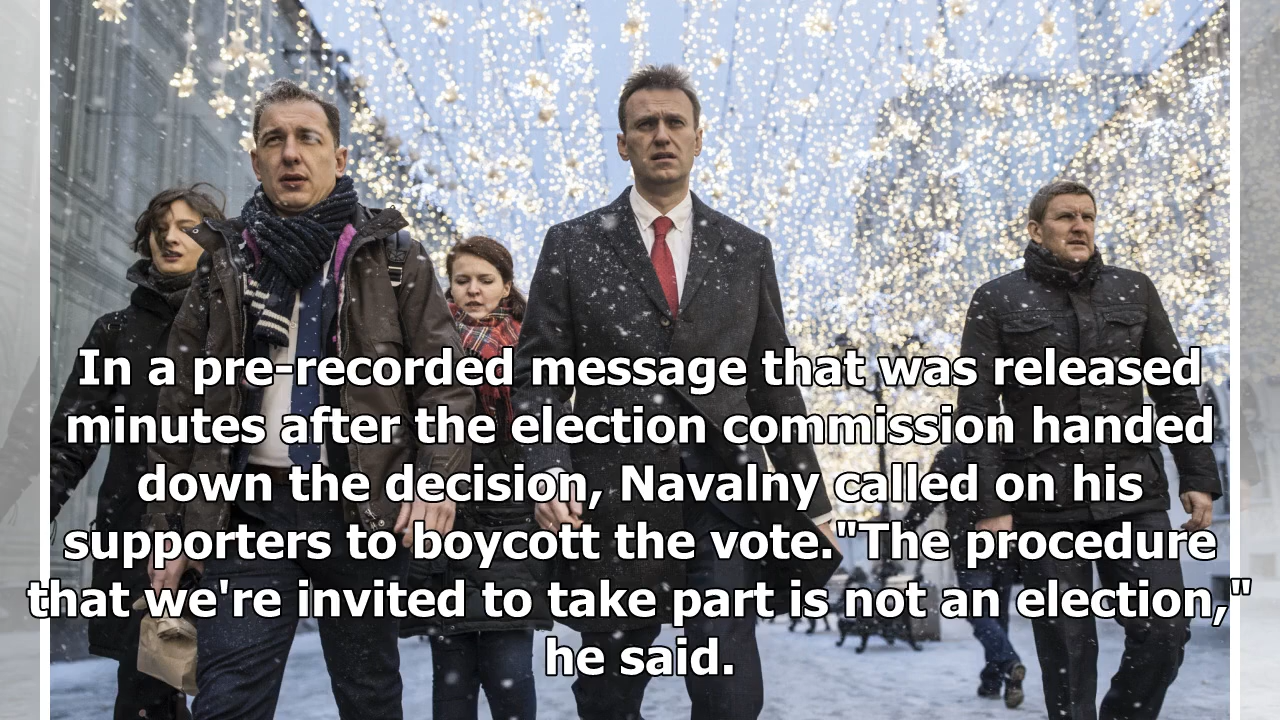 In a pre-recorded message that was released
minutes after the election commission handed
down the decision, Navalny called on his
supporters to boycott the vote."The procedure
that we're invited to take part is not an election,"
he said.